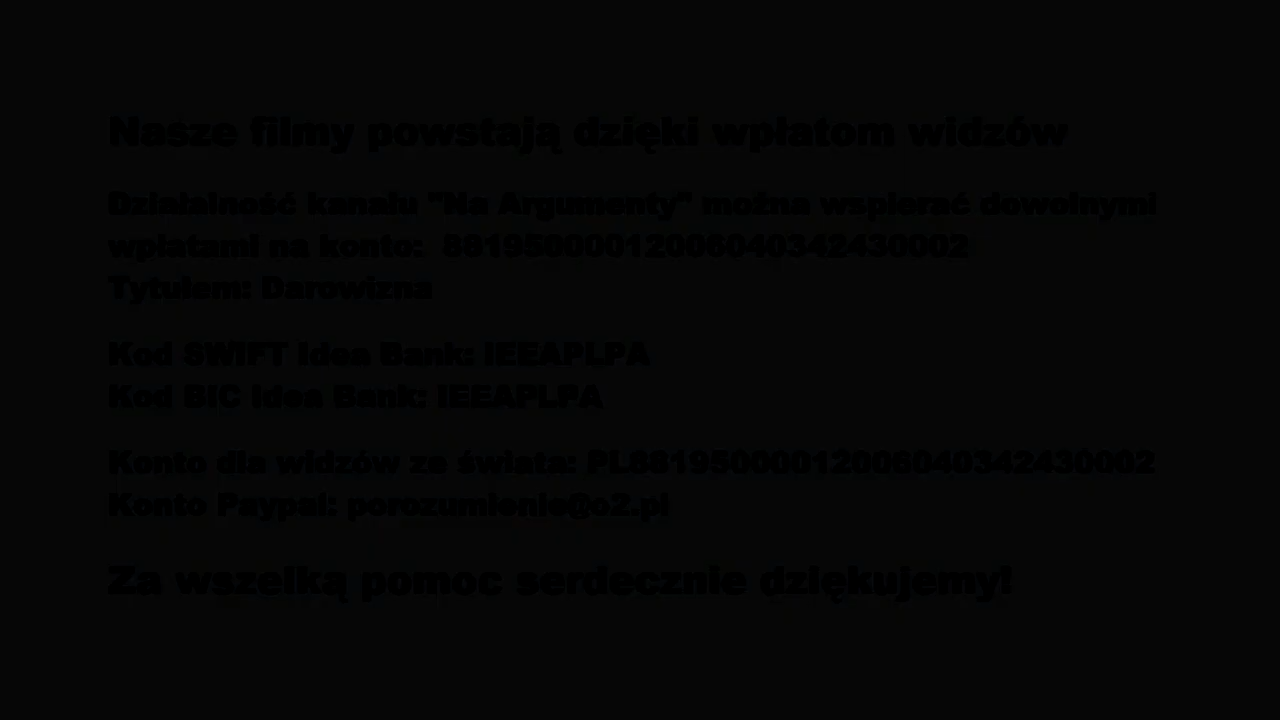 Nasze filmy powstają dzięki wpłatom widzów
Działalność kanału "Na Argumenty" można wspierać dowolnymi
wpłatami na konto: 88195000012006040342430002
Tytułem: Darowizna
Kod SWIFT Idea Bank: IEEAPLPA
Kod BIC Idea Bank: IEEAPLPA
Konto dla widzów ze świata: PL88195000012006040342430002
Konto Paypal: porozumienie@o2.pl
Za wszelką pomoc serdecznie dziękujemy!